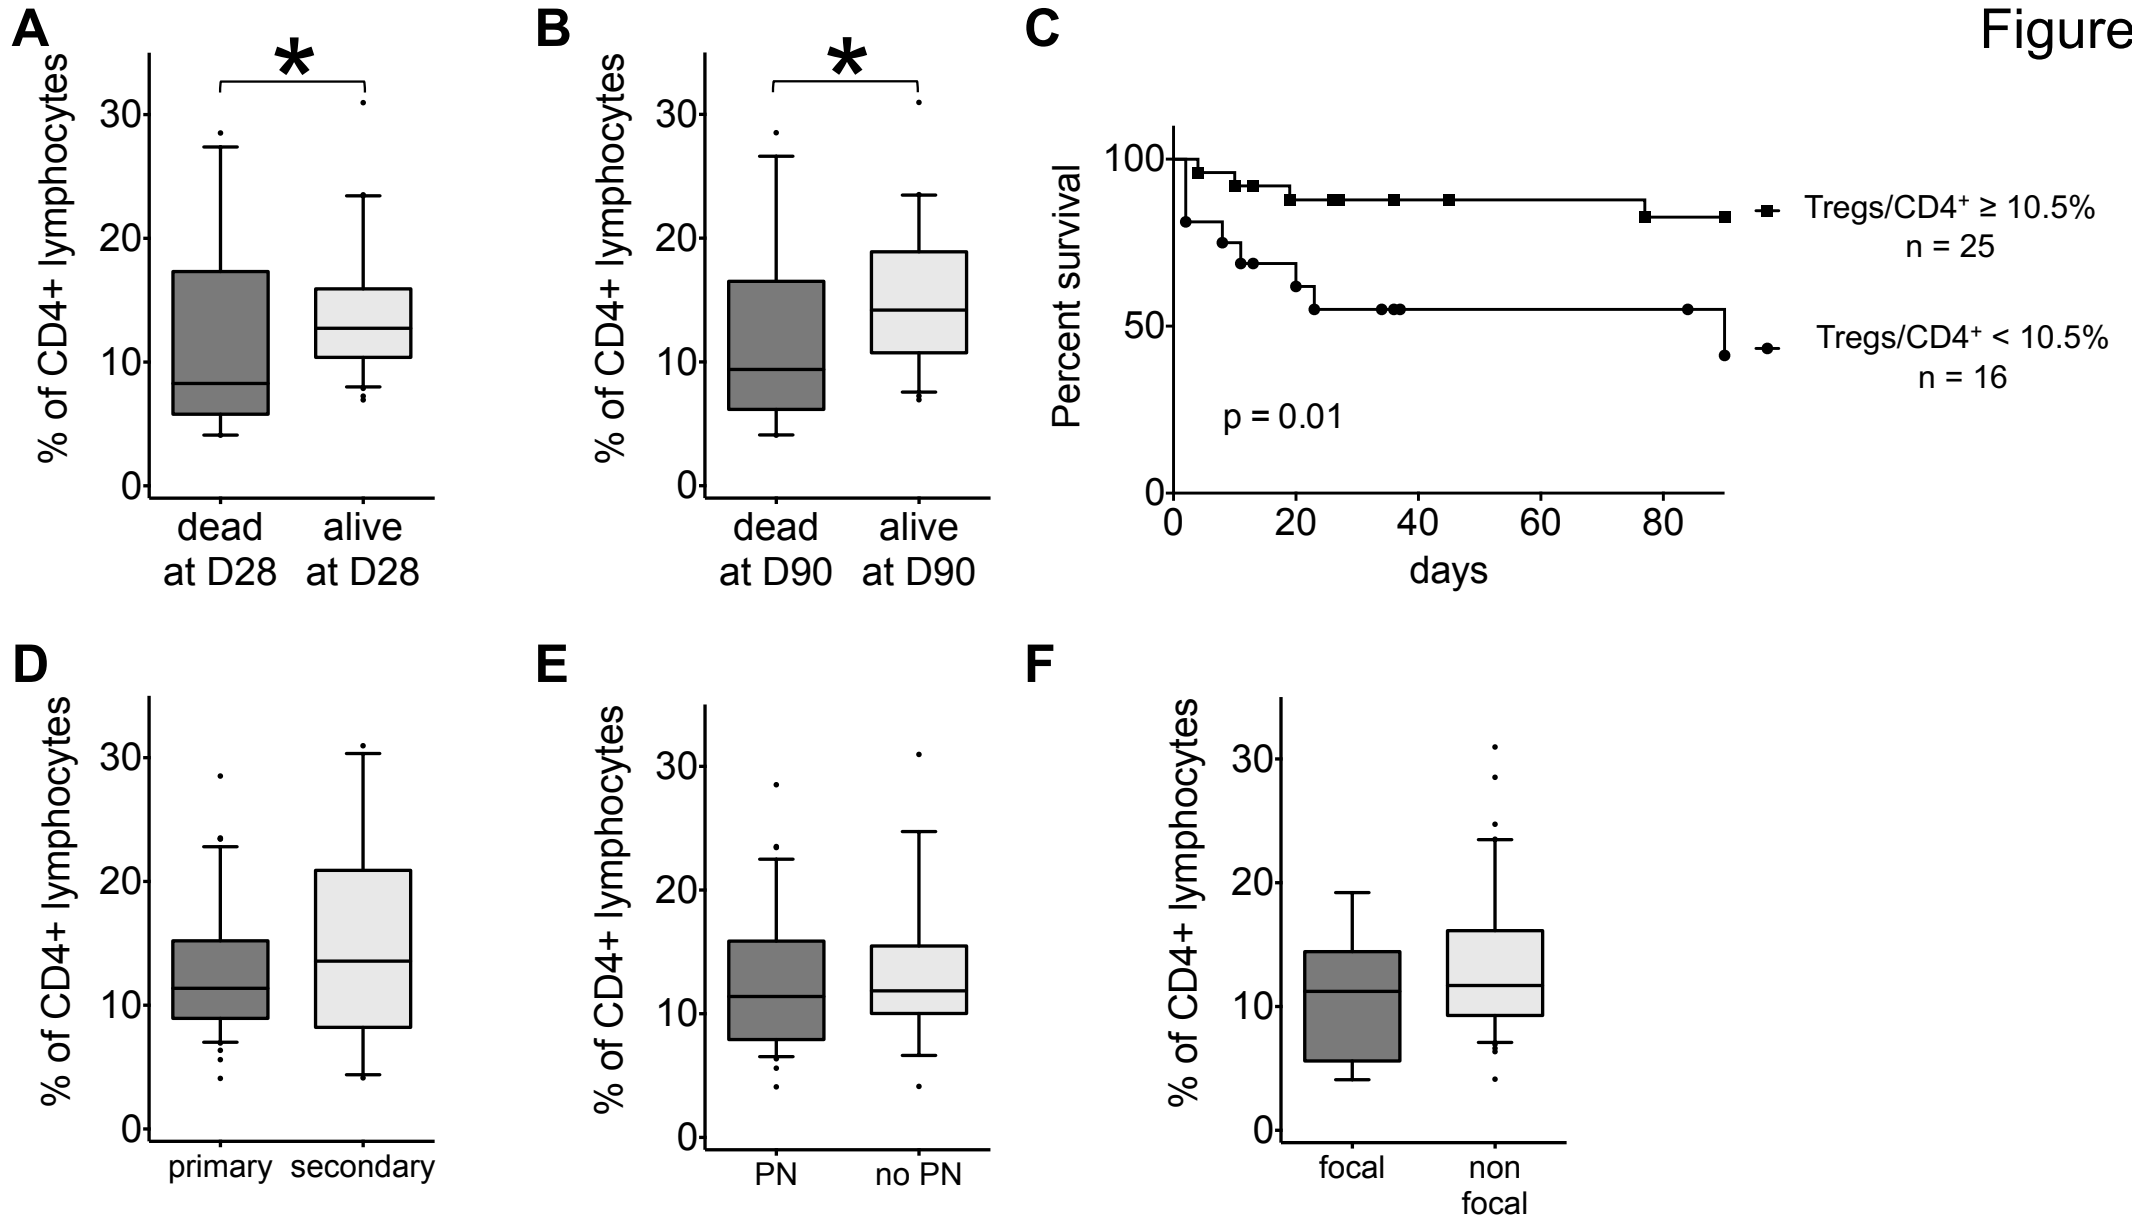 Figure
A
% of CD4+ lymphocytes
30
20
10
0
*
dead
at D28
alive
at D28
B
% of CD4+ lymphocytes
30
20
10
0
*
dead
at D90
alive
at D90
C
Percent survival
100
50
0
0 20 40 60 80
days
p = 0.01
Tregs/CD4⁺ ≥ 10.5%
n = 25
Tregs/CD4⁺ < 10.5%
n = 16
D
% of CD4+ lymphocytes
30
20
10
0
primary secondary
E
% of CD4+ lymphocytes
30
20
10
0
PN no PN
F
% of CD4+ lymphocytes
30
20
10
0
focal
non
focal